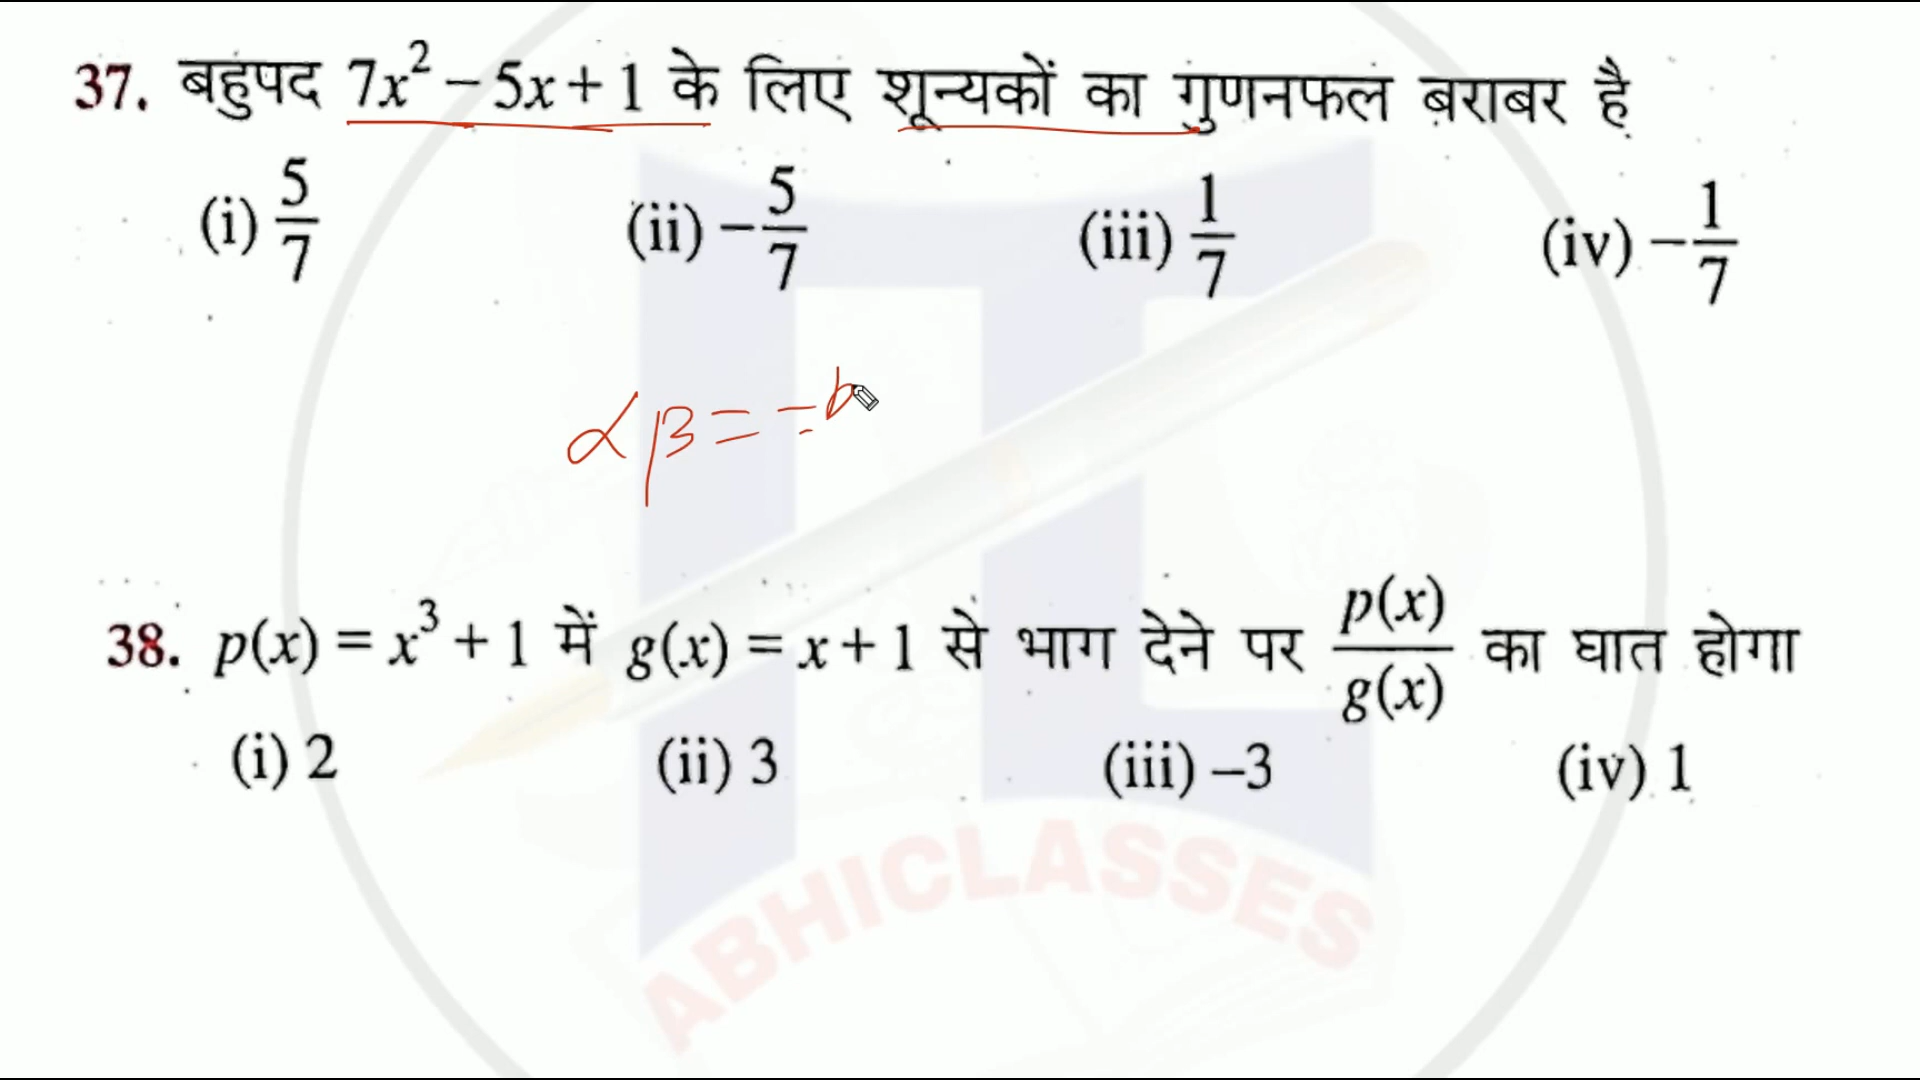 37. बहुपद 7x² − 5x + 1 के लिए शून्यकों का गुणनफल बराबर है
(i) 5/7 (ii) −5/7 (iii) 1/7 (iv) −1/7
αβ = −b
38. p(x) = x³ + 1 में g(x) = x + 1 से भाग देने पर p(x)/g(x) का घात होगा
(i) 2 (ii) 3 (iii) –3 (iv) 1
ABHICLASSES